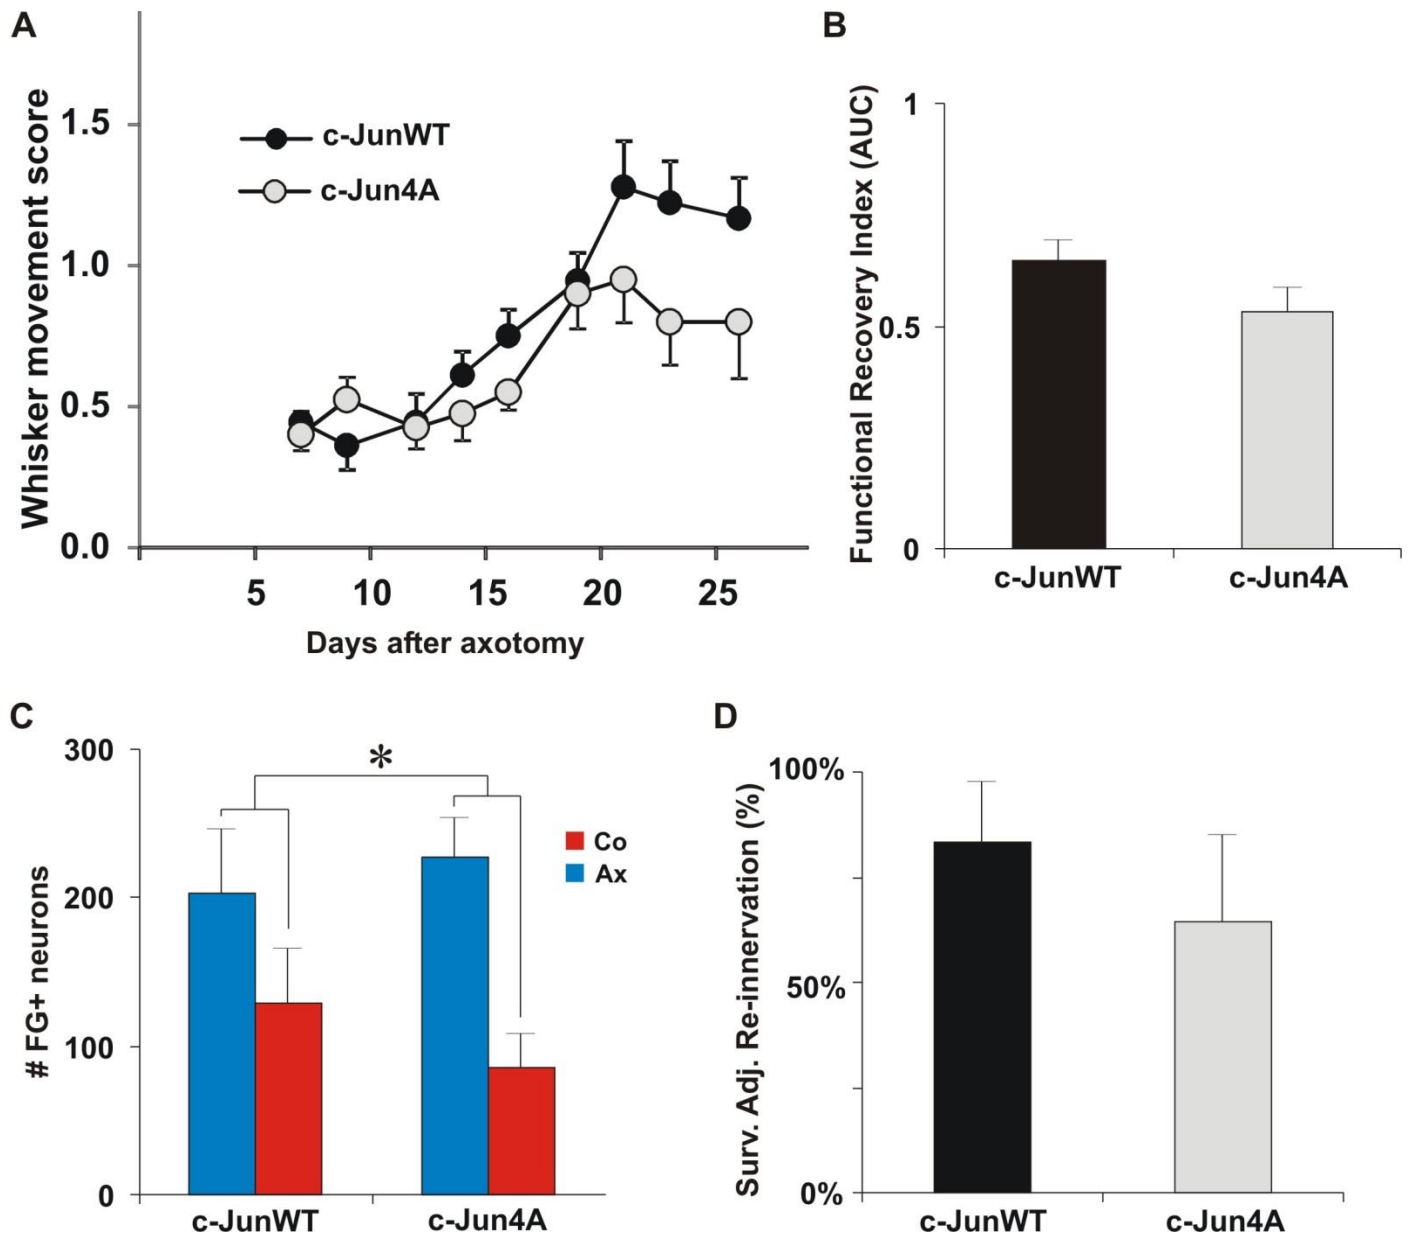 A
Whisker movement score
1.5
1.0
0.5
0.0
c-JunWT
c-Jun4A
5 10 15 20 25
Days after axotomy
B
Functional Recovery Index (AUC)
1
0.5
0
c-JunWT c-Jun4A
C
# FG+ neurons
300
200
100
0
*
Co
Ax
c-JunWT c-Jun4A
D
Surv. Adj. Re-innervation (%)
100%
50%
0%
c-JunWT c-Jun4A